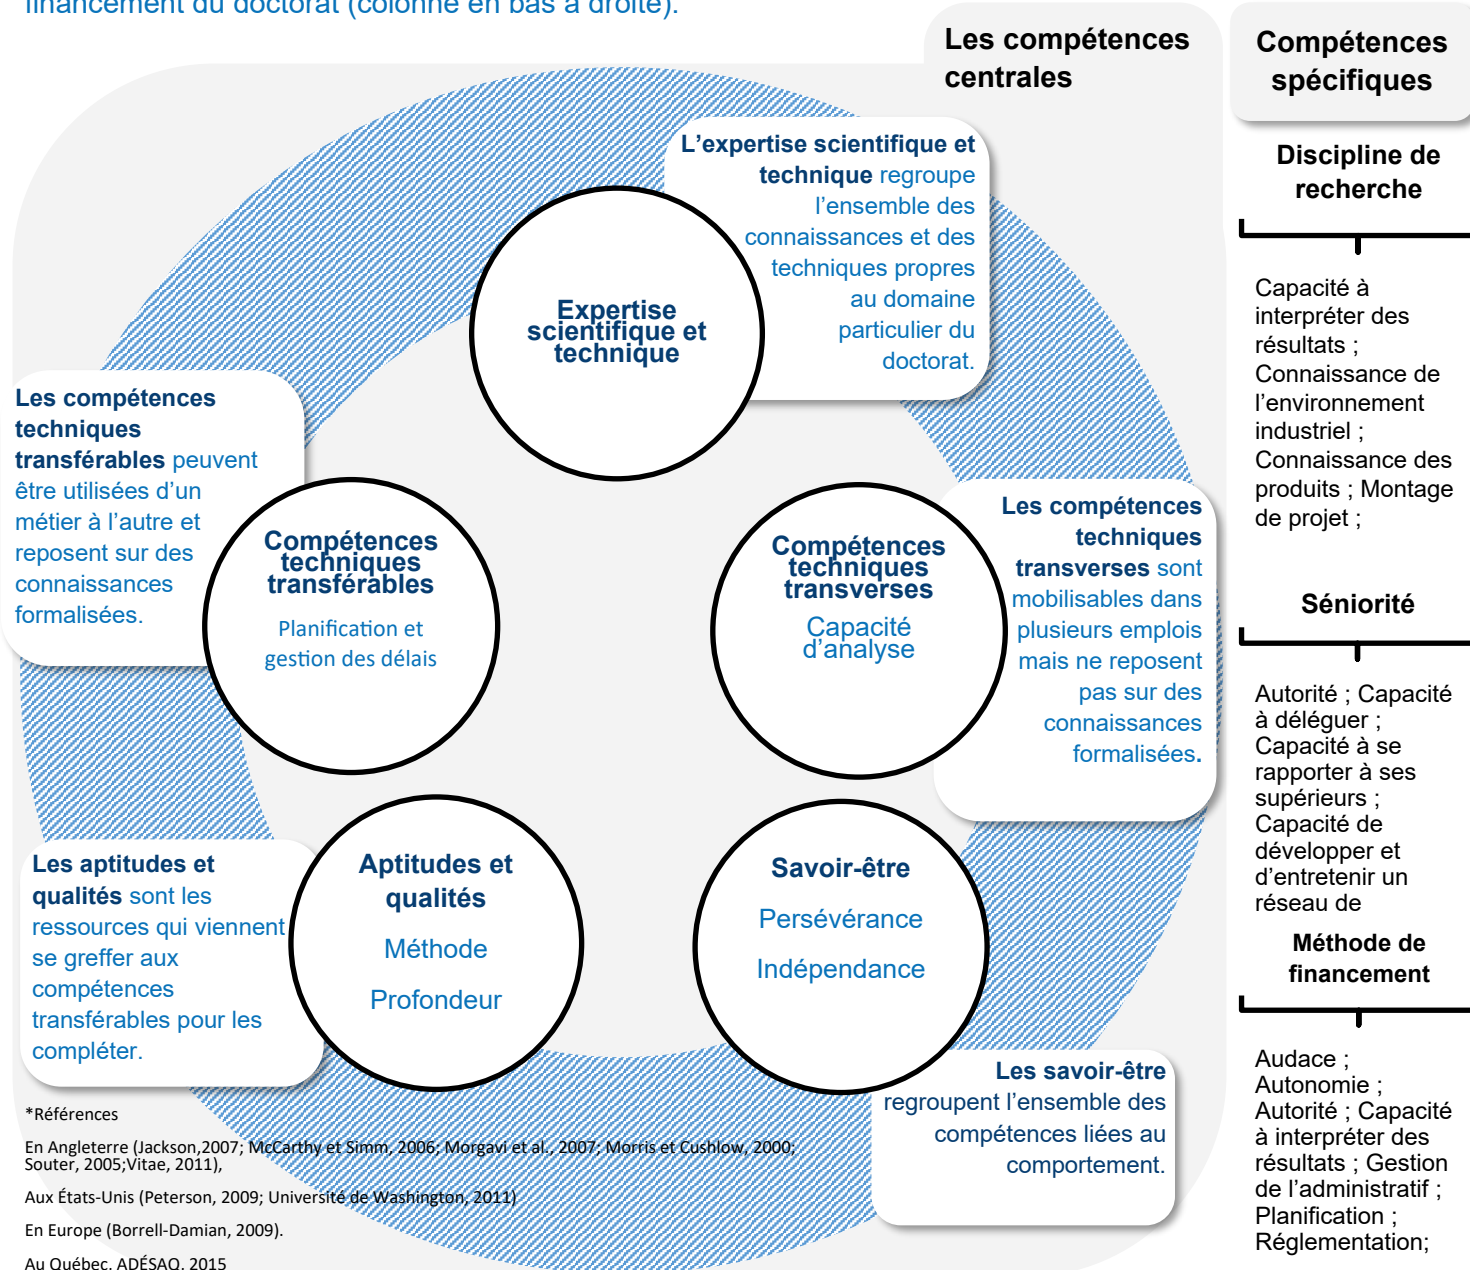 financement du doctorat (colonne en bas à droite).
Les compétences
centrales
L'expertise scientifique et
technique regroupe
l'ensemble des
connaissances et des
techniques propres
au domaine
particulier du
doctorat.
Expertise
scientifique et
technique
Les compétences
techniques
transférables peuvent
être utilisées d'un
métier à l'autre et
reposent sur des
connaissances
formalisées.
Compétences
techniques
transférables
Planification et
gestion des délais
Compétences
techniques
transverses
Capacité
d'analyse
Les compétences
techniques
transverses sont
mobilisables dans
plusieurs emplois
mais ne reposent
pas sur des
connaissances
formalisées.
Les aptitudes et
qualités sont les
ressources qui viennent
se greffer aux
compétences
transférables pour les
compléter.
Aptitudes et
qualités
Méthode
Profondeur
Savoir-être
Persévérance
Indépendance
Les savoir-être
regroupent l'ensemble des
compétences liées au
comportement.
*Références
En Angleterre (Jackson,2007; McCarthy et Simm, 2006; Morgavi et al., 2007; Morris et Cushlow, 2000;
Souter, 2005;Vitae, 2011),
Aux États-Unis (Peterson, 2009; Université de Washington, 2011)
En Europe (Borrell-Damian, 2009).
Au Québec, ADÉSAQ, 2015
Compétences
spécifiques
Discipline de
recherche
Capacité à
interpréter des
résultats ;
Connaissance de
l'environnement
industriel ;
Connaissance des
produits ; Montage
de projet ;
Séniorité
Autorité ; Capacité
à déléguer ;
Capacité à se
rapporter à ses
supérieurs ;
Capacité de
développer et
d'entretenir un
réseau de
Méthode de
financement
Audace ;
Autonomie ;
Autorité ; Capacité
à interpréter des
résultats ; Gestion
de l'administratif ;
Planification ;
Réglementation;